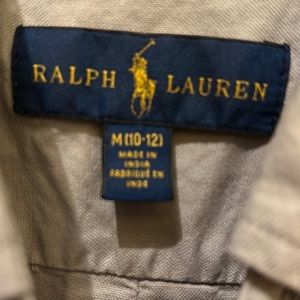 RALPH LAUREN
M(10-12)
MADE IN
INDIA
FABRIQUÉ EN
INDE